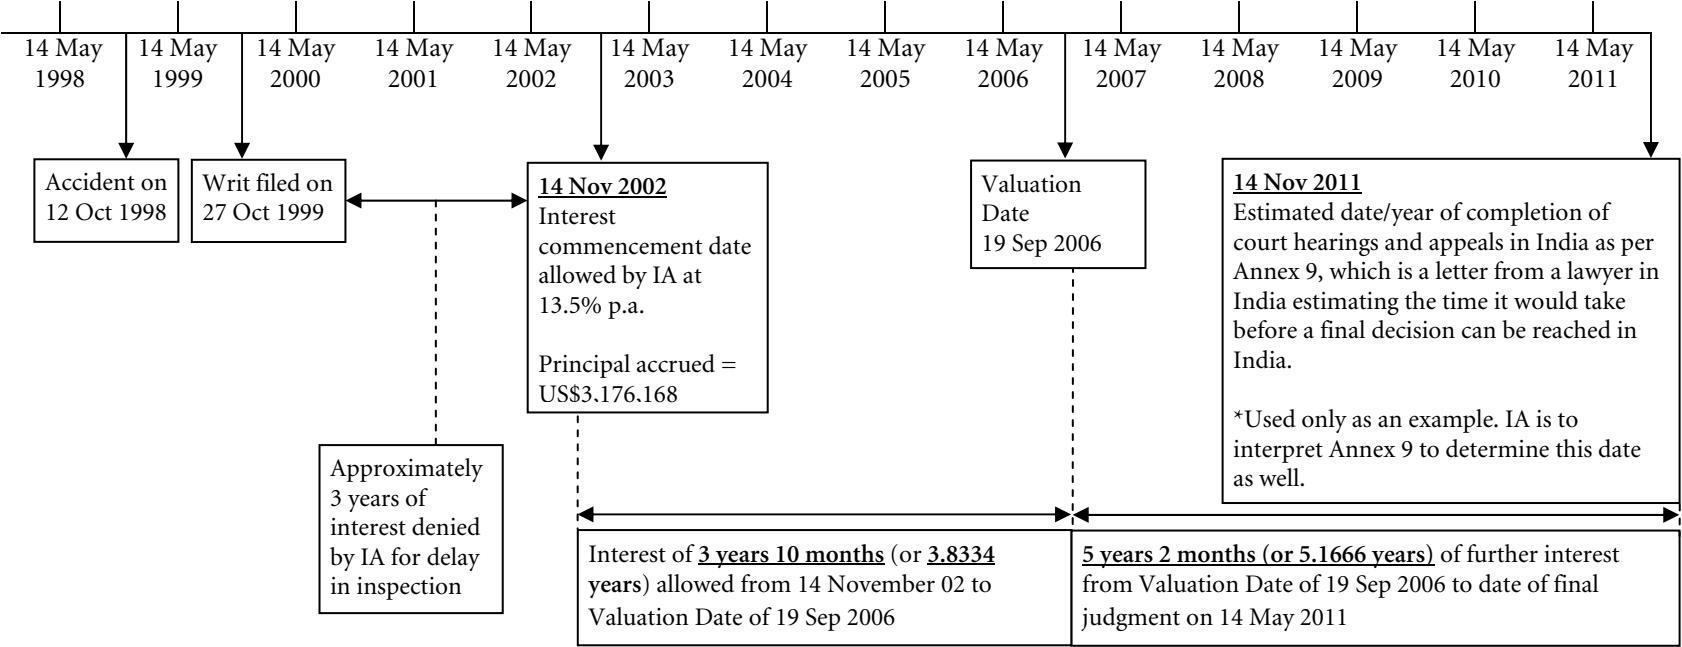 14 May 1998
14 May 1999
14 May 2000
14 May 2001
14 May 2002
14 May 2003
14 May 2004
14 May 2005
14 May 2006
14 May 2007
14 May 2008
14 May 2009
14 May 2010
14 May 2011
Accident on
12 Oct 1998
Writ filed on
27 Oct 1999
14 Nov 2002
Interest
commencement date
allowed by IA at
13.5% p.a.
Principal accrued =
US$3,176,168
Valuation
Date
19 Sep 2006
14 Nov 2011
Estimated date/year of completion of
court hearings and appeals in India as per
Annex 9, which is a letter from a lawyer in
India estimating the time it would take
before a final decision can be reached in
India.
*Used only as an example. IA is to
interpret Annex 9 to determine this date
as well.
Approximately
3 years of
interest denied
by IA for delay
in inspection
Interest of 3 years 10 months (or 3.8334
years) allowed from 14 November 02 to
Valuation Date of 19 Sep 2006
5 years 2 months (or 5.1666 years) of further interest
from Valuation Date of 19 Sep 2006 to date of final
judgment on 14 May 2011